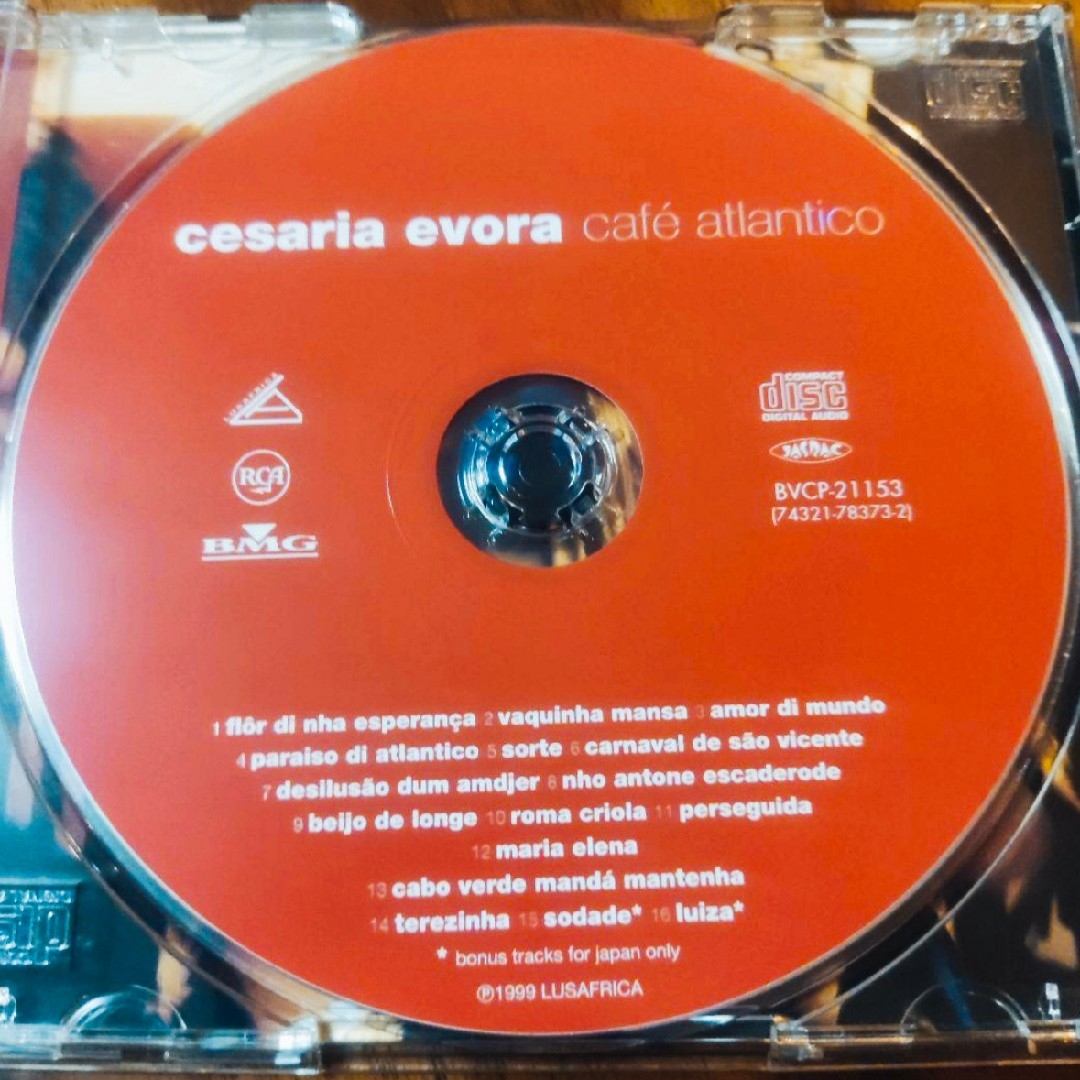 cesaria evora café atlantico
LUSAFRICA
RCA
BMG
COMPACT
disc
DIGITAL AUDIO
JASRAC
BVCP-21153
(74321-78373-2)
1 flôr di nha esperança 2 vaquinha mansa 3 amor di mundo
4 paraiso di atlantico 5 sorte 6 carnaval de são vicente
7 desilusão dum amdjer 8 nho antone escaderode
9 beijo de longe 10 roma criola 11 perseguida
12 maria elena
13 cabo verde mandá mantenha
14 terezinha 15 sodade* 16 luiza*
* bonus tracks for japan only
℗1999 LUSAFRICA